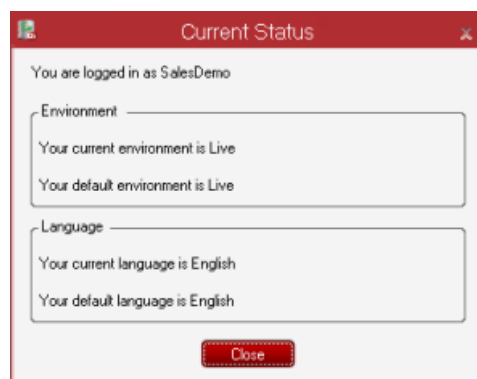 Current Status
You are logged in as SalesDemo
Environment
Your current environment is Live
Your default environment is Live
Language
Your current language is English
Your default language is English
Close